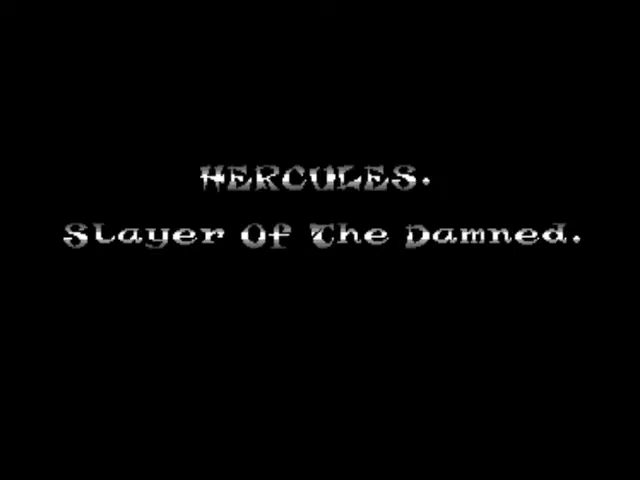 HERCULES.
Slayer Of The Damned.